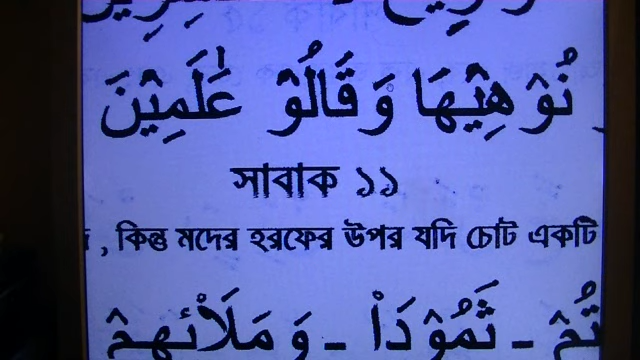 نُوْهِيْهَا وَ قَالُوْ عٰلَمِيْنَ
সাবাক ১১
, কিন্তু মদের হরফের উপর যদি চোট একটি
ثَمُوْدَاْ ـ وَ مَلَاْئِهِمْ